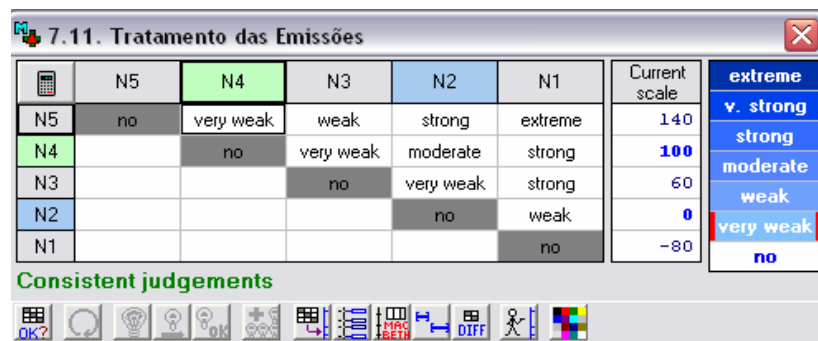 7.11. Tratamento das Emissões
N5 N4 N3 N2 N1 Current scale
N5 no very weak weak strong extreme 140
N4 no very weak moderate strong 100
N3 no very weak strong 60
N2 no weak 0
N1 no -80
extreme
v. strong
strong
moderate
weak
very weak
no
Consistent judgements
OK? OK MAC BETH DIFF